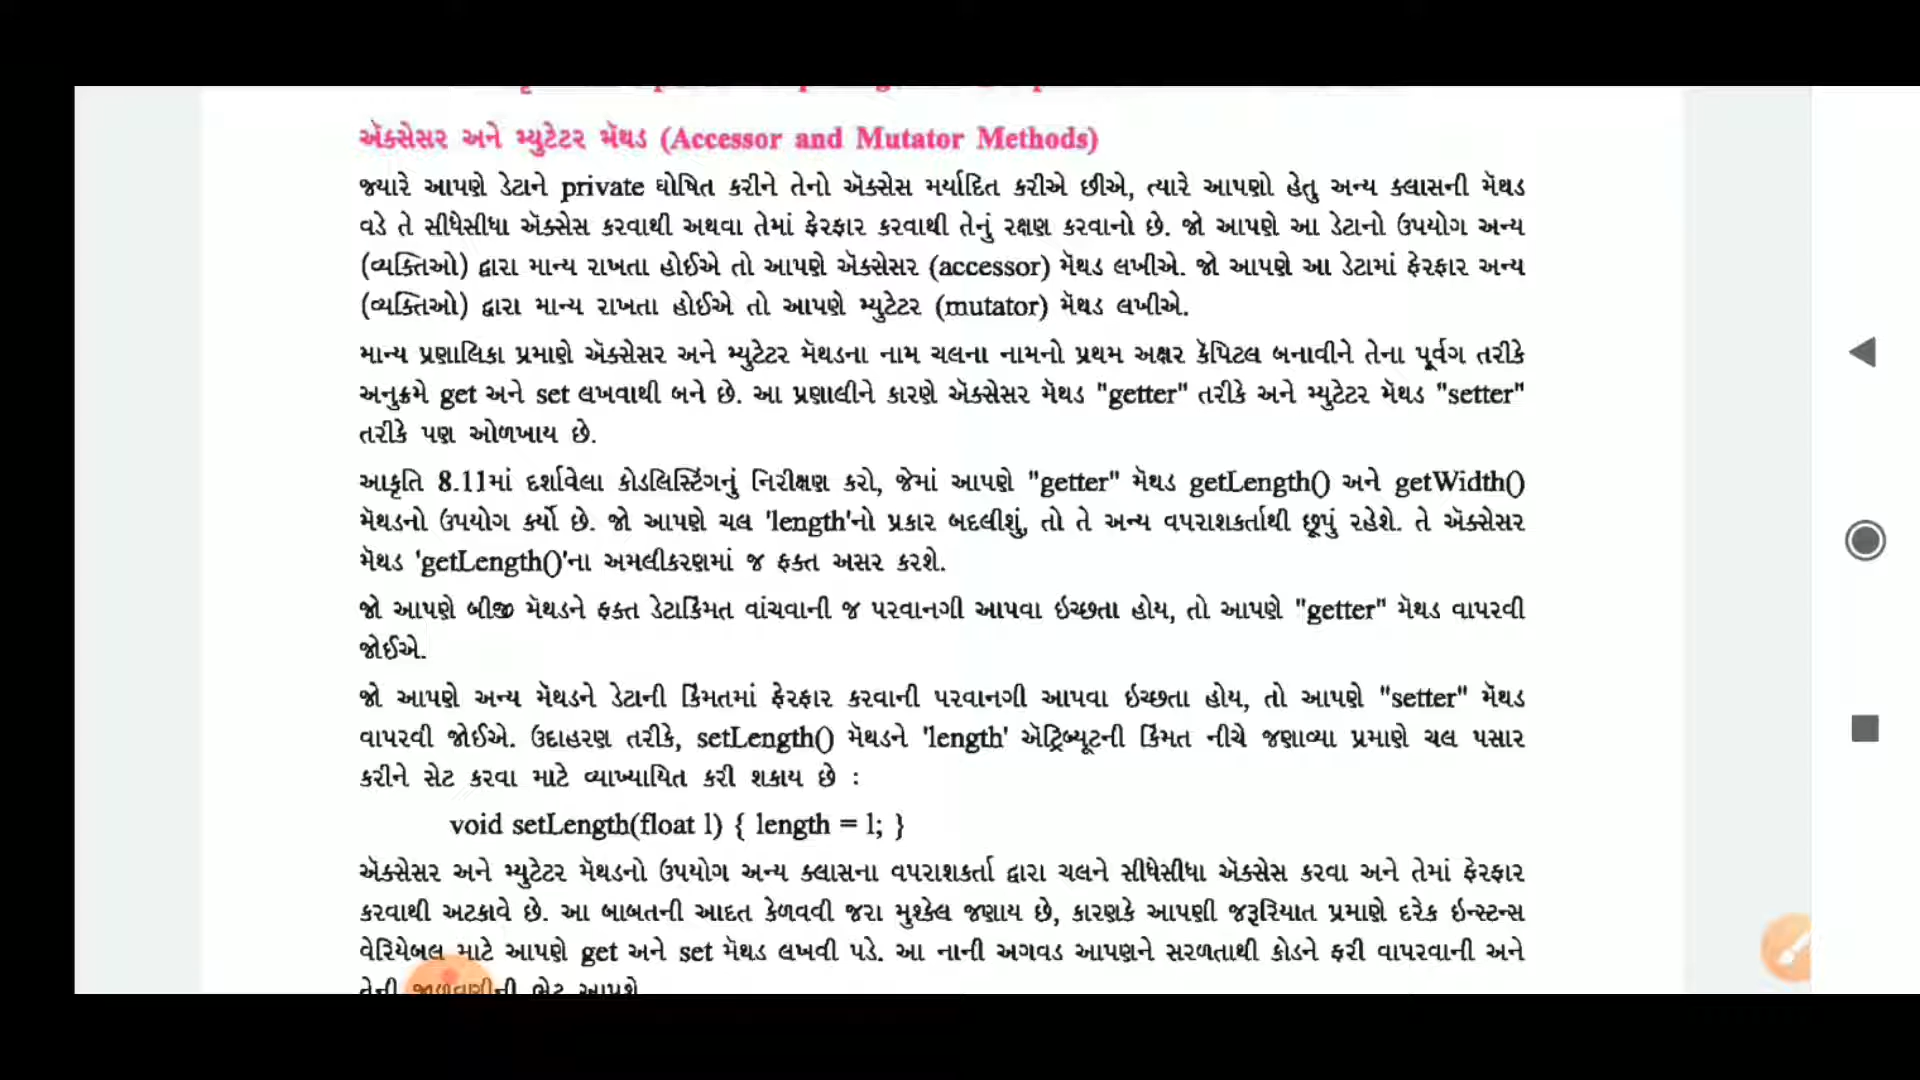 ઍક્સેસર અને મ્યુટેટર મૅથડ (Accessor and Mutator Methods)
જ્યારે આપણે ડેટાને private ઘોષિત કરીને તેનો ઍક્સેસ મર્યાદિત કરીએ છીએ, ત્યારે આપણો હેતુ અન્ય ક્લાસની મૅથડ
વડે તે સીધેસીધા ઍક્સેસ કરવાથી અથવા તેમાં ફેરફાર કરવાથી તેનું રક્ષણ કરવાનો છે. જો આપણે આ ડેટાનો ઉપયોગ અન્ય
(વ્યક્તિઓ) દ્વારા માન્ય રાખતા હોઈએ તો આપણે ઍક્સેસર (accessor) મૅથડ લખીએ. જો આપણે આ ડેટામાં ફેરફાર અન્ય
(વ્યક્તિઓ) દ્વારા માન્ય રાખતા હોઈએ તો આપણે મ્યુટેટર (mutator) મૅથડ લખીએ.
માન્ય પ્રણાલિકા પ્રમાણે ઍક્સેસર અને મ્યુટેટર મૅથડના નામ ચલના નામનો પ્રથમ અક્ષર કૅપિટલ બનાવીને તેના પૂર્વગ તરીકે
અનુક્રમે get અને set લખવાથી બને છે. આ પ્રણાલીને કારણે ઍક્સેસર મૅથડ "getter" તરીકે અને મ્યુટેટર મૅથડ "setter"
તરીકે પણ ઓળખાય છે.
આકૃતિ 8.11માં દર્શાવેલા કોડલિસ્ટિંગનું નિરીક્ષણ કરો, જેમાં આપણે "getter" મૅથડ getLength() અને getWidth()
મૅથડનો ઉપયોગ કર્યો છે. જો આપણે ચલ 'length'નો પ્રકાર બદલીશું, તો તે અન્ય વપરાશકર્તાથી છૂપું રહેશે. તે ઍક્સેસર
મૅથડ 'getLength()'ના અમલીકરણમાં જ ફક્ત અસર કરશે.
જો આપણે બીજી મૅથડને ફક્ત ડેટાકિંમત વાંચવાની જ પરવાનગી આપવા ઇચ્છતા હોય, તો આપણે "getter" મૅથડ વાપરવી
જોઈએ.
જો આપણે અન્ય મૅથડને ડેટાની કિંમતમાં ફેરફાર કરવાની પરવાનગી આપવા ઇચ્છતા હોય, તો આપણે "setter" મૅથડ
વાપરવી જોઈએ. ઉદાહરણ તરીકે, setLength() મૅથડને 'length' ઍટ્રિબ્યૂટની કિંમત નીચે જણાવ્યા પ્રમાણે ચલ પસાર
કરીને સેટ કરવા માટે વ્યાખ્યાયિત કરી શકાય છે :
void setLength(float l) { length = l; }
ઍક્સેસર અને મ્યુટેટર મૅથડનો ઉપયોગ અન્ય ક્લાસના વપરાશકર્તા દ્વારા ચલને સીધેસીધા ઍક્સેસ કરવા અને તેમાં ફેરફાર
કરવાથી અટકાવે છે. આ બાબતની આદત કેળવવી જરા મુશ્કેલ જણાય છે, કારણકે આપણી જરૂરિયાત પ્રમાણે દરેક ઇન્સ્ટન્સ
વેરિયેબલ માટે આપણે get અને set મૅથડ લખવી પડે. આ નાની અગવડ આપણને સરળતાથી કોડને ફરી વાપરવાની અને
તેની જાળવણીની ભેટ આપશે